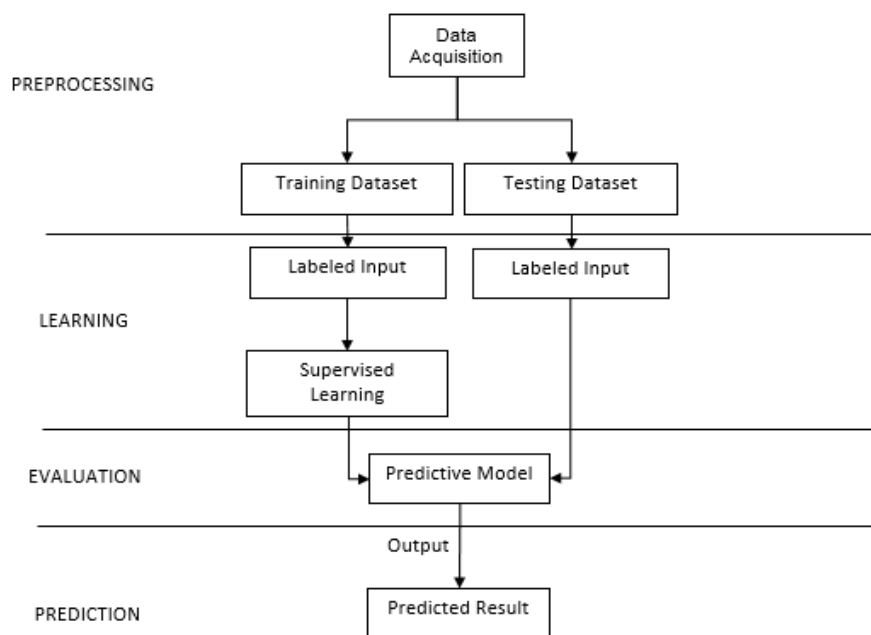 Data
Acquisition
PREPROCESSING
Training Dataset
Testing Dataset
Labeled Input
Labeled Input
LEARNING
Supervised
Learning
EVALUATION
Predictive Model
Output
PREDICTION
Predicted Result